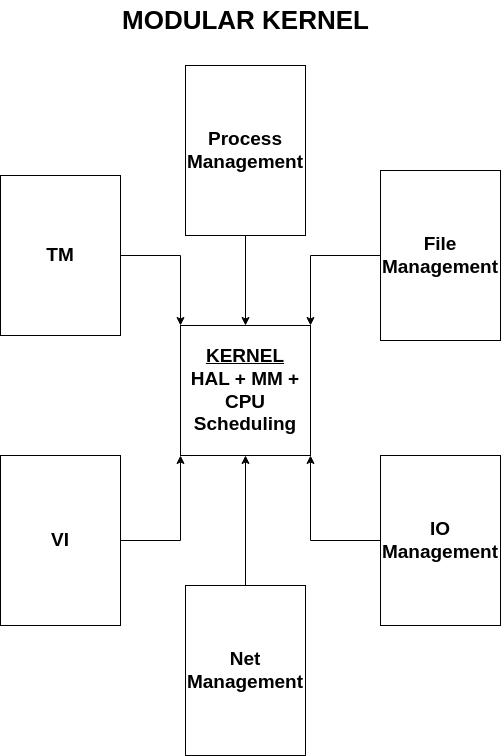 MODULAR KERNEL
Process
Management
TM
File
Management
KERNEL
HAL + MM +
CPU
Scheduling
VI
IO
Management
Net
Management